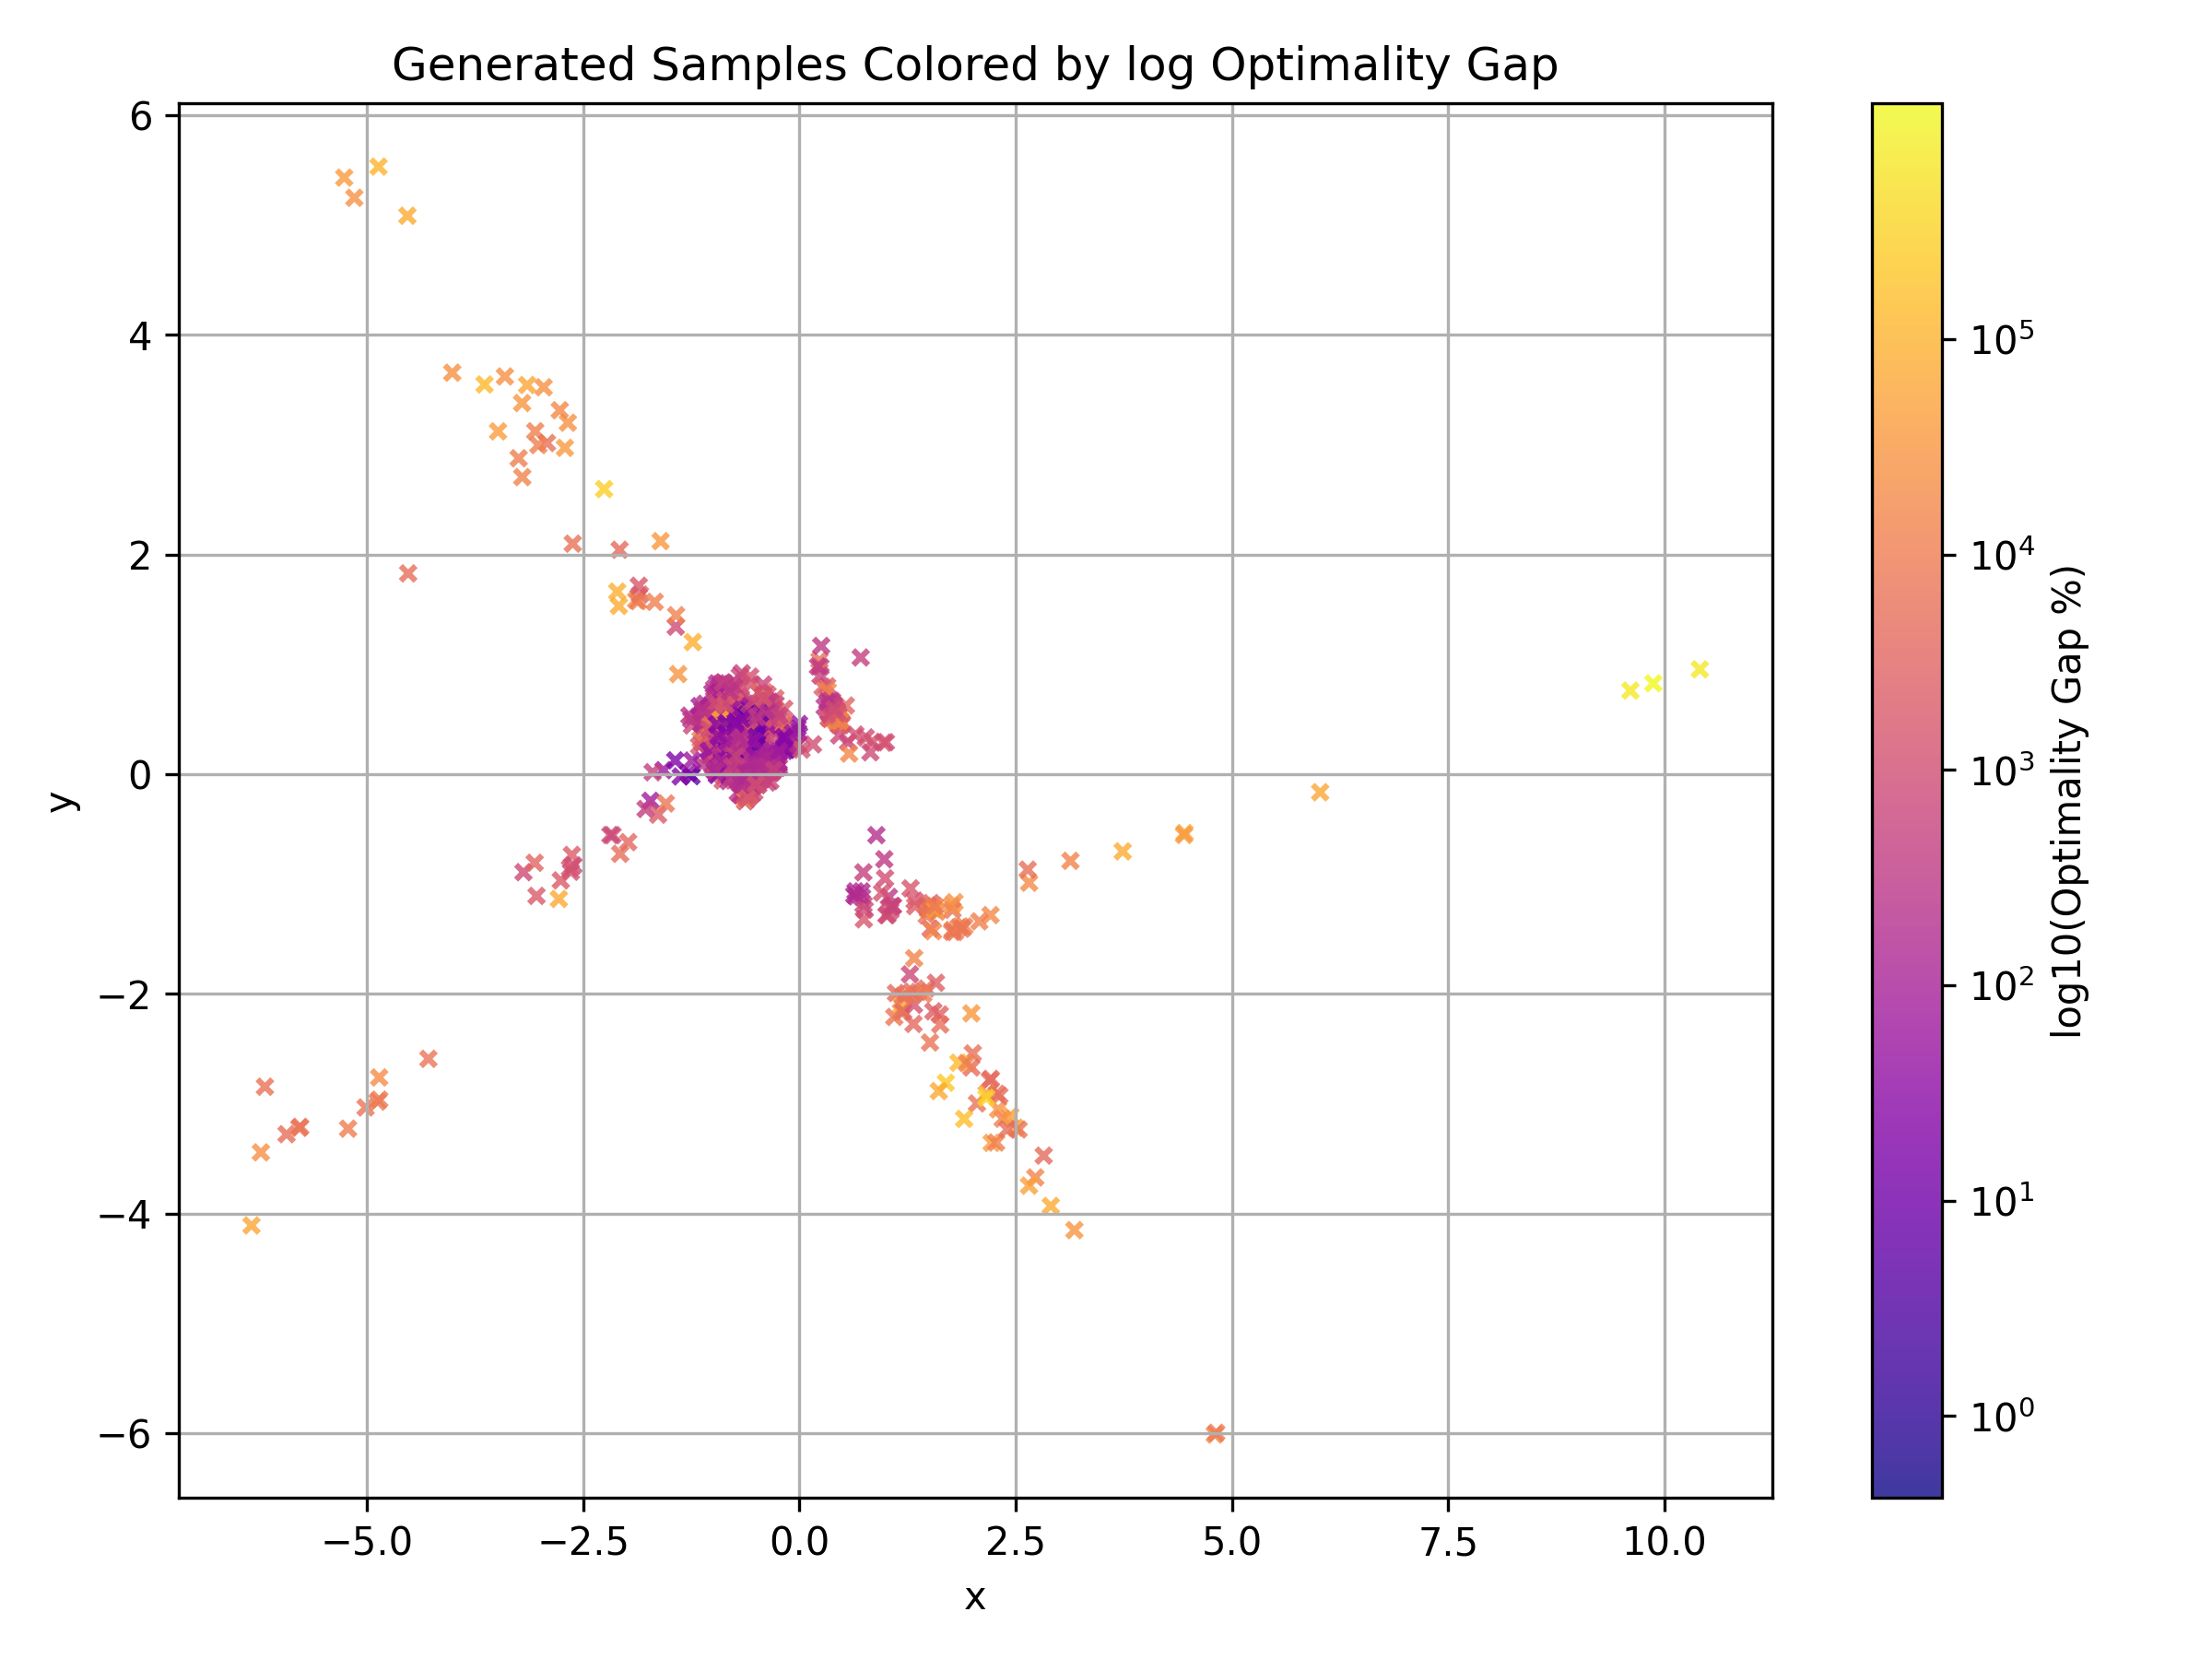 Generated Samples Colored by log Optimality Gap
6
4
2
0
−2
−4
−6
y
−5.0 −2.5 0.0 2.5 5.0 7.5 10.0
x
10⁵
10⁴
10³
10²
10¹
10⁰
log10(Optimality Gap %)